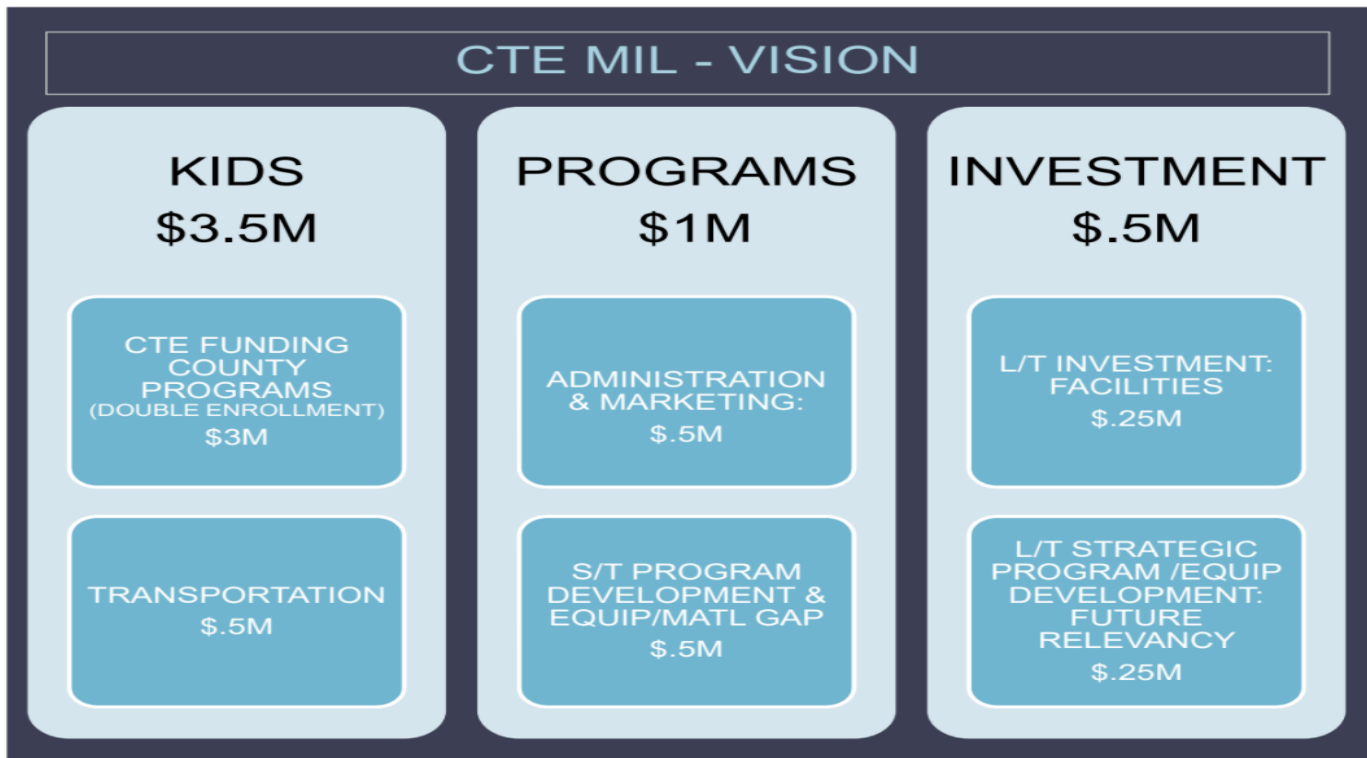 CTE MIL - VISION
KIDS
$3.5M
CTE FUNDING
COUNTY
PROGRAMS
(DOUBLE ENROLLMENT)
$3M
TRANSPORTATION
$.5M
PROGRAMS
$1M
ADMINISTRATION
& MARKETING:
$.5M
S/T PROGRAM
DEVELOPMENT &
EQUIP/MATL GAP
$.5M
INVESTMENT
$.5M
L/T INVESTMENT:
FACILITIES
$.25M
L/T STRATEGIC
PROGRAM /EQUIP
DEVELOPMENT:
FUTURE
RELEVANCY
$.25M